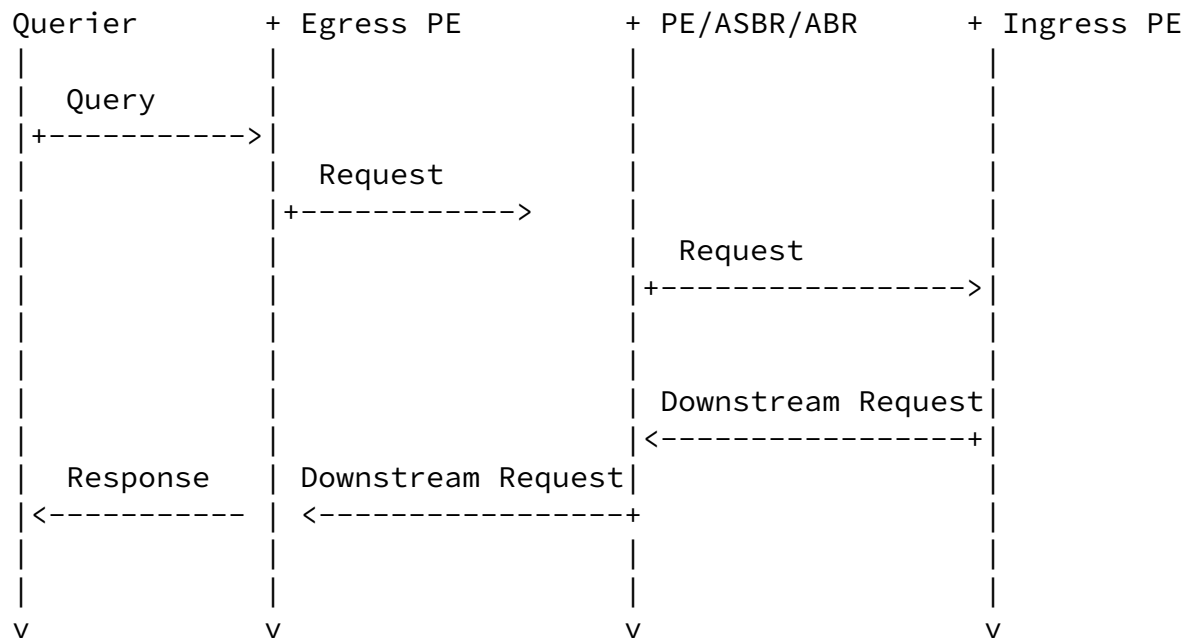 Querier + Egress PE + PE/ASBR/ABR + Ingress PE
Query
+----------->
Request
+------------>
Request
+----------------->
Downstream Request
<-----------------+
Response Downstream Request
<----------- <-----------------+
v v v v